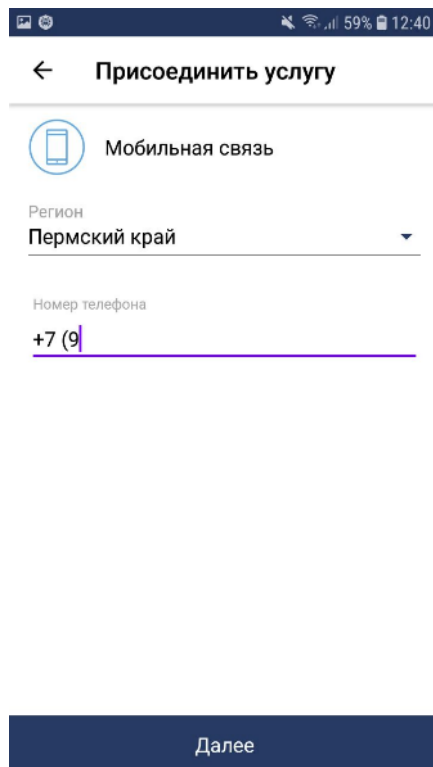 59% 12:40
Присоединить услугу
Мобильная связь
Регион
Пермский край
Номер телефона
+7 (9
Далее